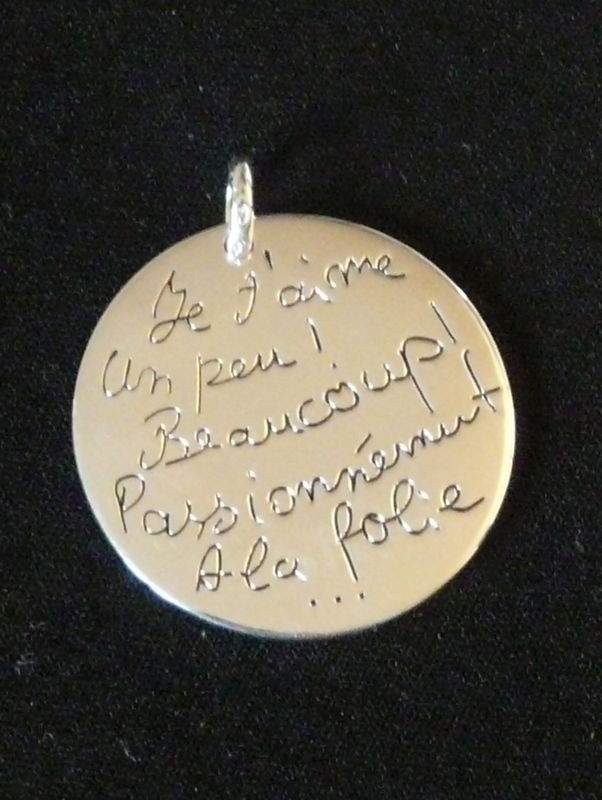 Je t'aime
Un peu !
Beaucoup !
Passionnément
A la folie
...